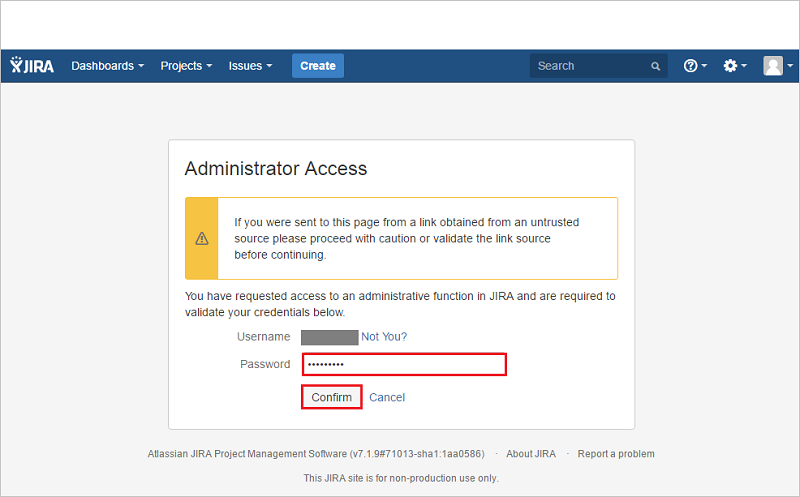 JIRA Dashboards Projects Issues Create Search
Administrator Access
If you were sent to this page from a link obtained from an untrusted
source please proceed with caution or validate the link source
before continuing.
You have requested access to an administrative function in JIRA and are required to
validate your credentials below.
Username Not You?
Password •••••••••
Confirm Cancel
Atlassian JIRA Project Management Software (v7.1.9#71013-sha1:1aa0586) · About JIRA · Report a problem
This JIRA site is for non-production use only.